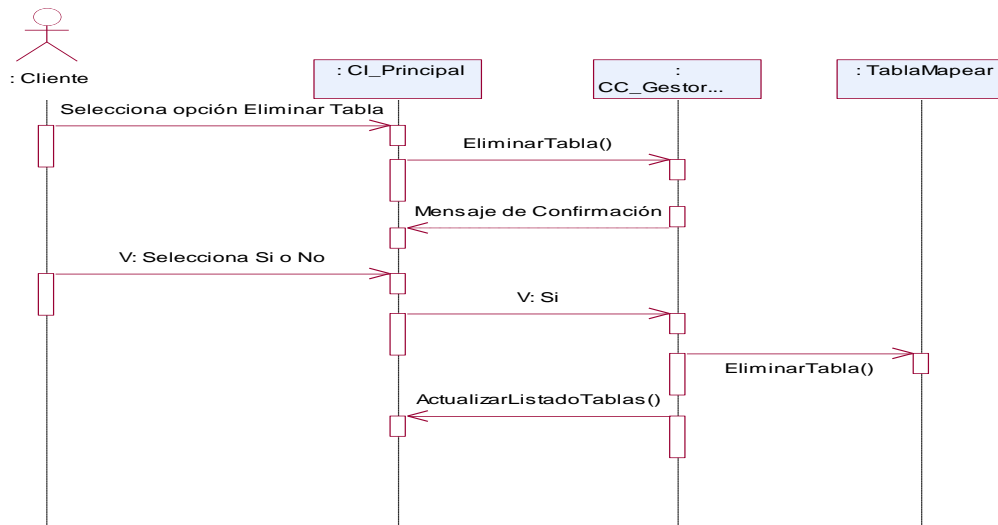 : Cliente
: CI_Principal
:
CC_Gestor...
: TablaMapear
Selecciona opción Eliminar Tabla
EliminarTabla()
Mensaje de Confirmación
V: Selecciona Si o No
V: Si
EliminarTabla()
ActualizarListadoTablas()